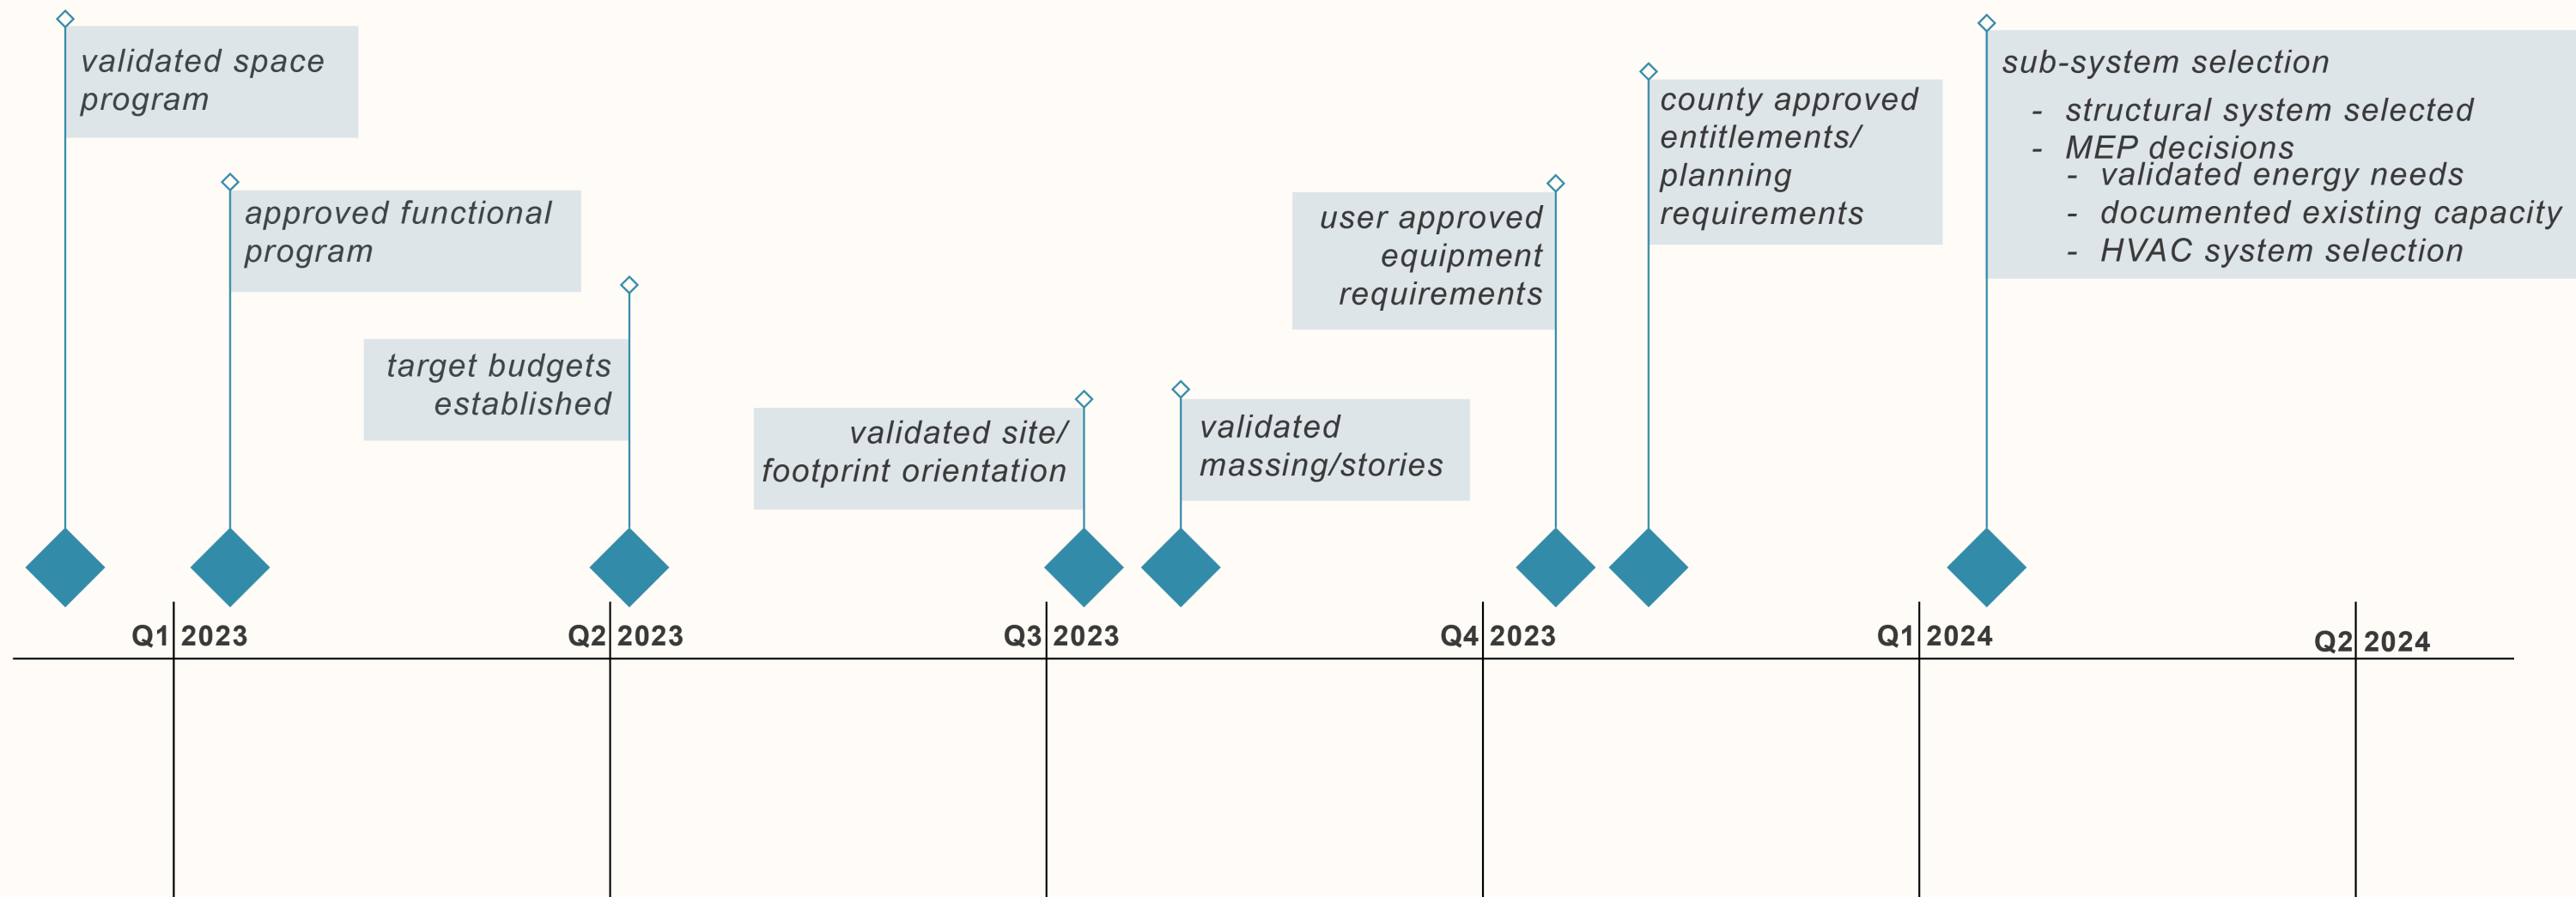 validated space
program
approved functional
program
target budgets
established
validated site/
footprint orientation
validated
massing/stories
user approved
equipment
requirements
county approved
entitlements/
planning
requirements
sub-system selection
- structural system selected
- MEP decisions
- validated energy needs
- documented existing capacity
- HVAC system selection
Q1 2023
Q2 2023
Q3 2023
Q4 2023
Q1 2024
Q2 2024